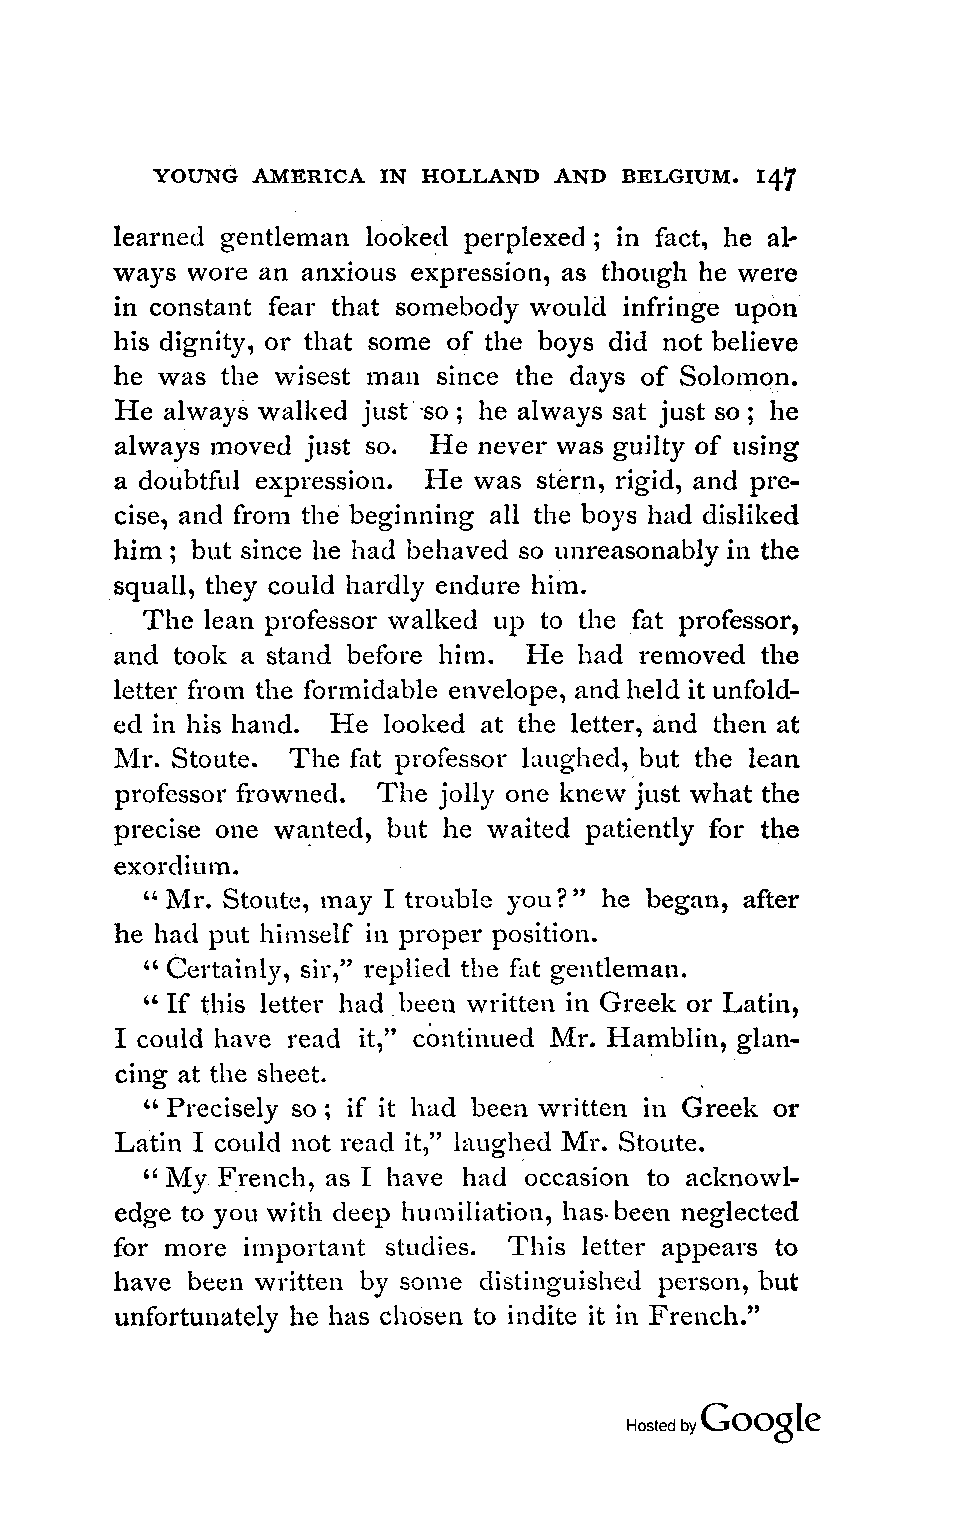 YOUNG AMERICA IN HOLLAND AND BELGIUM. 147
learned gentleman looked perplexed; in fact, he al-
ways wore an anxious expression, as though he were
in constant fear that somebody would infringe upon
his dignity, or that some of the boys did not believe
he was the wisest man since the days of Solomon.
He always walked just so; he always sat just so; he
always moved just so. He never was guilty of using
a doubtful expression. He was stern, rigid, and pre-
cise, and from the beginning all the boys had disliked
him; but since he had behaved so unreasonably in the
squall, they could hardly endure him.
The lean professor walked up to the fat professor,
and took a stand before him. He had removed the
letter from the formidable envelope, and held it unfold-
ed in his hand. He looked at the letter, and then at
Mr. Stoute. The fat professor laughed, but the lean
professor frowned. The jolly one knew just what the
precise one wanted, but he waited patiently for the
exordium.
“Mr. Stoute, may I trouble you?” he began, after
he had put himself in proper position.
“Certainly, sir,” replied the fat gentleman.
“If this letter had been written in Greek or Latin,
I could have read it,” continued Mr. Hamblin, glan-
cing at the sheet.
“Precisely so; if it had been written in Greek or
Latin I could not read it,” laughed Mr. Stoute.
“My French, as I have had occasion to acknowl-
edge to you with deep humiliation, has been neglected
for more important studies. This letter appears to
have been written by some distinguished person, but
unfortunately he has chosen to indite it in French.”
Hosted by Google